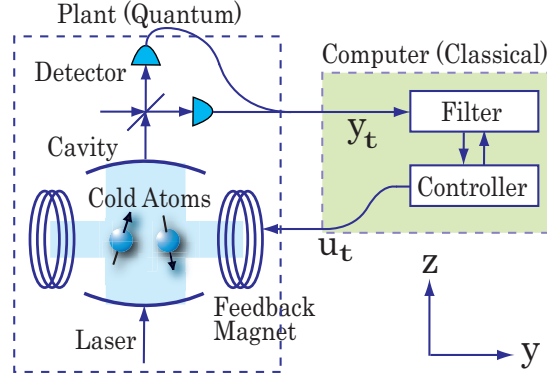 Plant (Quantum)
Computer (Classical)
Detector
Filter
y_t
Cavity
Controller
Cold Atoms
u_t
Feedback
Magnet
Laser
z
y